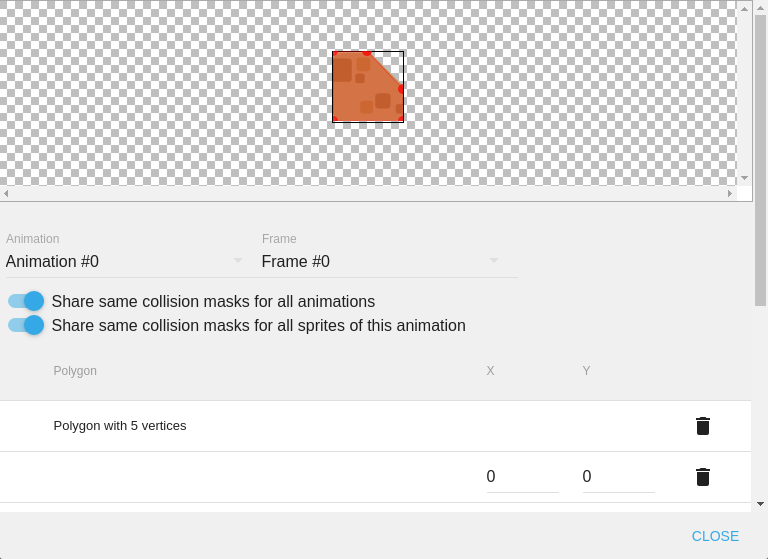 Animation
Frame
Animation #0
Frame #0
Share same collision masks for all animations
Share same collision masks for all sprites of this animation
Polygon X Y
Polygon with 5 vertices
0 0
CLOSE